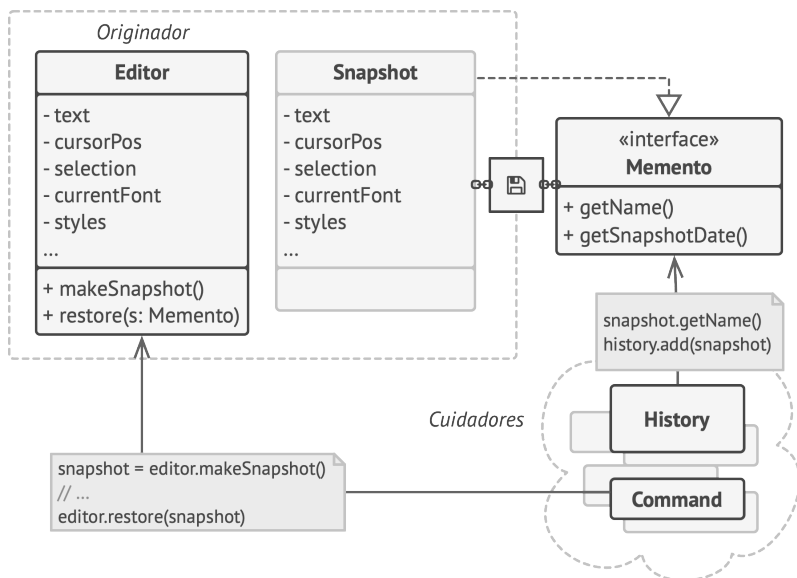 Originador
Editor
- text
- cursorPos
- selection
- currentFont
- styles
...
+ makeSnapshot()
+ restore(s: Memento)
Snapshot
- text
- cursorPos
- selection
- currentFont
- styles
...
«interface»
Memento
+ getName()
+ getSnapshotDate()
snapshot.getName()
history.add(snapshot)
Cuidadores
History
Command
snapshot = editor.makeSnapshot()
// ...
editor.restore(snapshot)